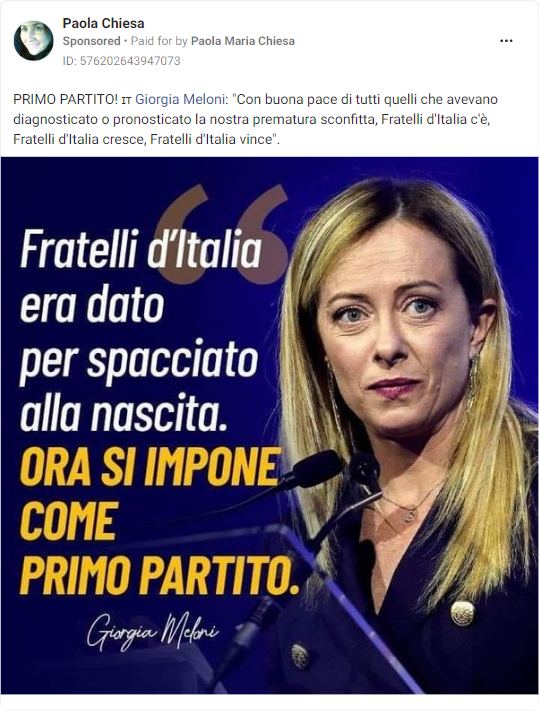 Paola Chiesa
Sponsored • Paid for by Paola Maria Chiesa
ID: 576202643947073
PRIMO PARTITO! IT Giorgia Meloni: "Con buona pace di tutti quelli che avevano
diagnosticato o pronosticato la nostra prematura sconfitta, Fratelli d'Italia c'è,
Fratelli d'Italia cresce, Fratelli d'Italia vince".
“
Fratelli d'Italia
era dato
per spacciato
alla nascita.
ORA SI IMPONE
COME
PRIMO PARTITO.
Giorgia Meloni